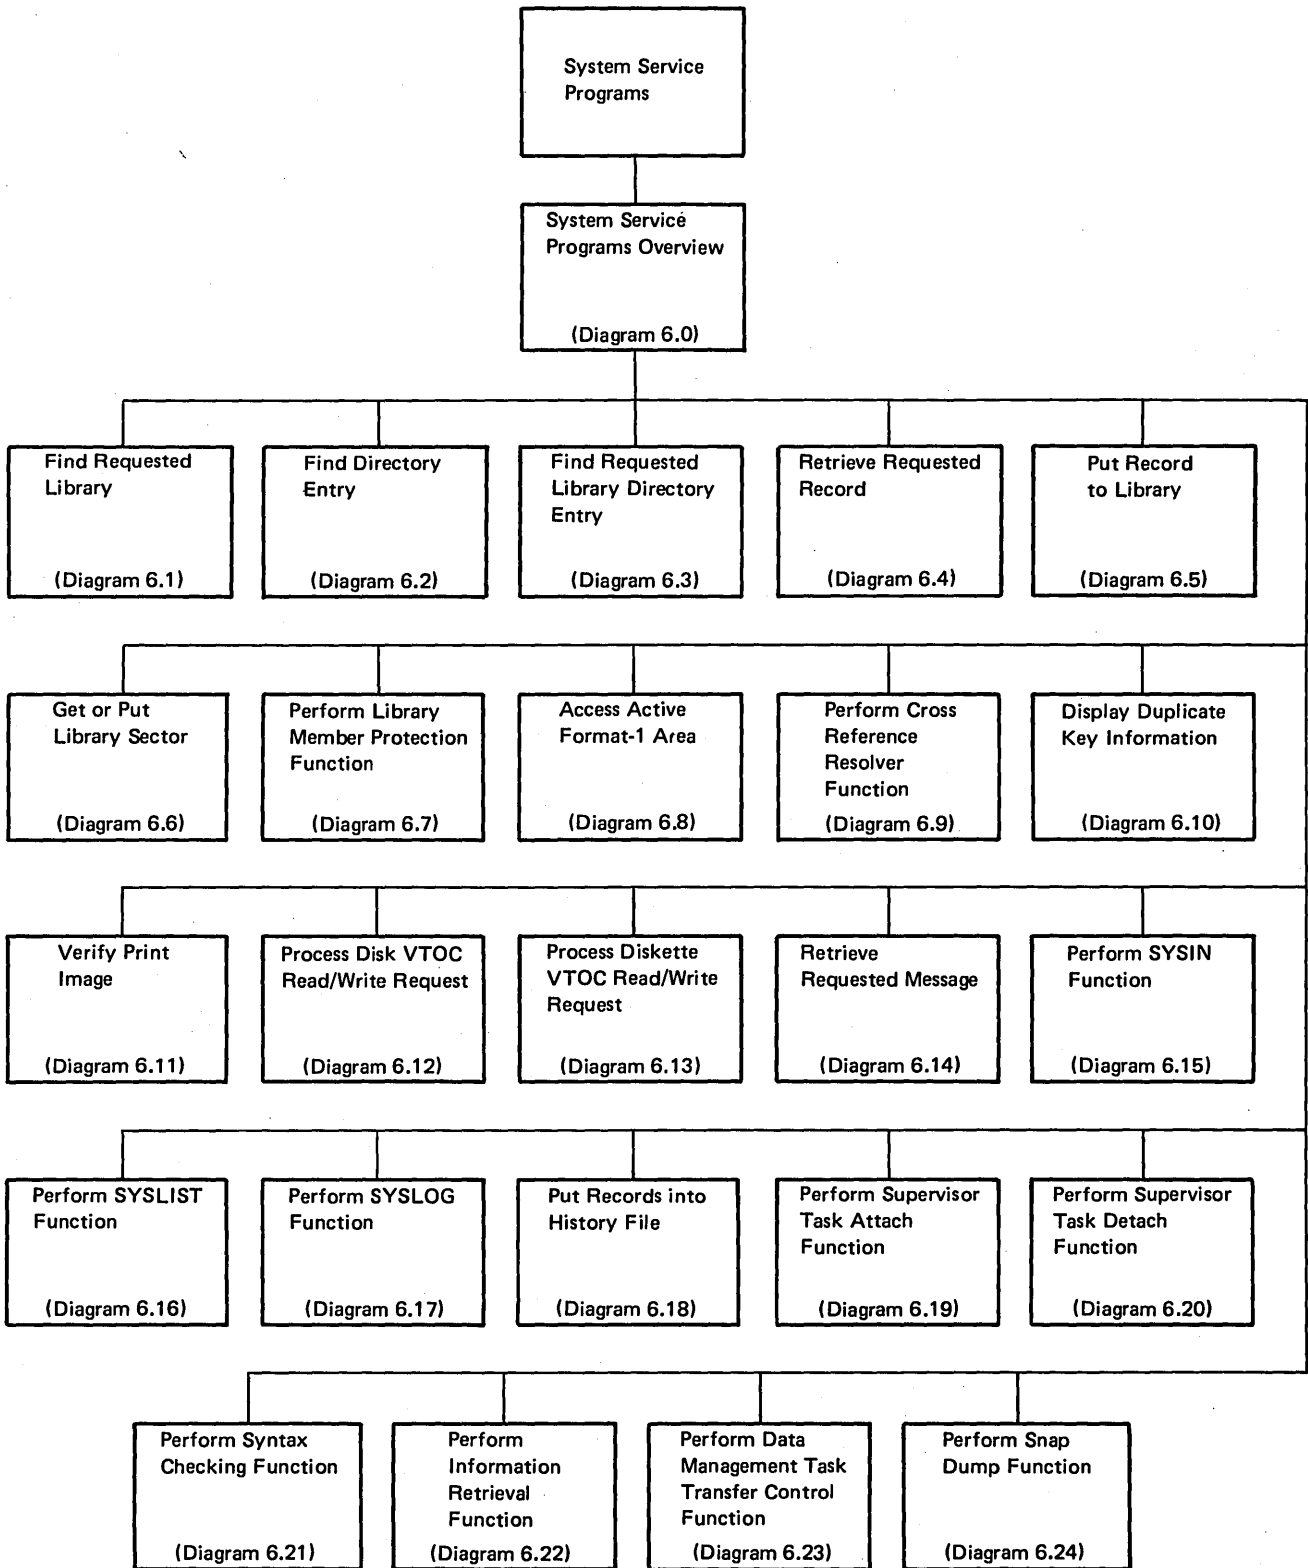 System Service
Programs
System Service
Programs Overview
(Diagram 6.0)
Find Requested
Library
(Diagram 6.1)
Find Directory
Entry
(Diagram 6.2)
Find Requested
Library Directory
Entry
(Diagram 6.3)
Retrieve Requested
Record
(Diagram 6.4)
Put Record
to Library
(Diagram 6.5)
Get or Put
Library Sector
(Diagram 6.6)
Perform Library
Member Protection
Function
(Diagram 6.7)
Access Active
Format-1 Area
(Diagram 6.8)
Perform Cross
Reference
Resolver
Function
(Diagram 6.9)
Display Duplicate
Key Information
(Diagram 6.10)
Verify Print
Image
(Diagram 6.11)
Process Disk VTOC
Read/Write Request
(Diagram 6.12)
Process Diskette
VTOC Read/Write
Request
(Diagram 6.13)
Retrieve
Requested Message
(Diagram 6.14)
Perform SYSIN
Function
(Diagram 6.15)
Perform SYSLIST
Function
(Diagram 6.16)
Perform SYSLOG
Function
(Diagram 6.17)
Put Records into
History File
(Diagram 6.18)
Perform Supervisor
Task Attach
Function
(Diagram 6.19)
Perform Supervisor
Task Detach
Function
(Diagram 6.20)
Perform Syntax
Checking Function
(Diagram 6.21)
Perform
Information
Retrieval
Function
(Diagram 6.22)
Perform Data
Management Task
Transfer Control
Function
(Diagram 6.23)
Perform Snap
Dump Function
(Diagram 6.24)